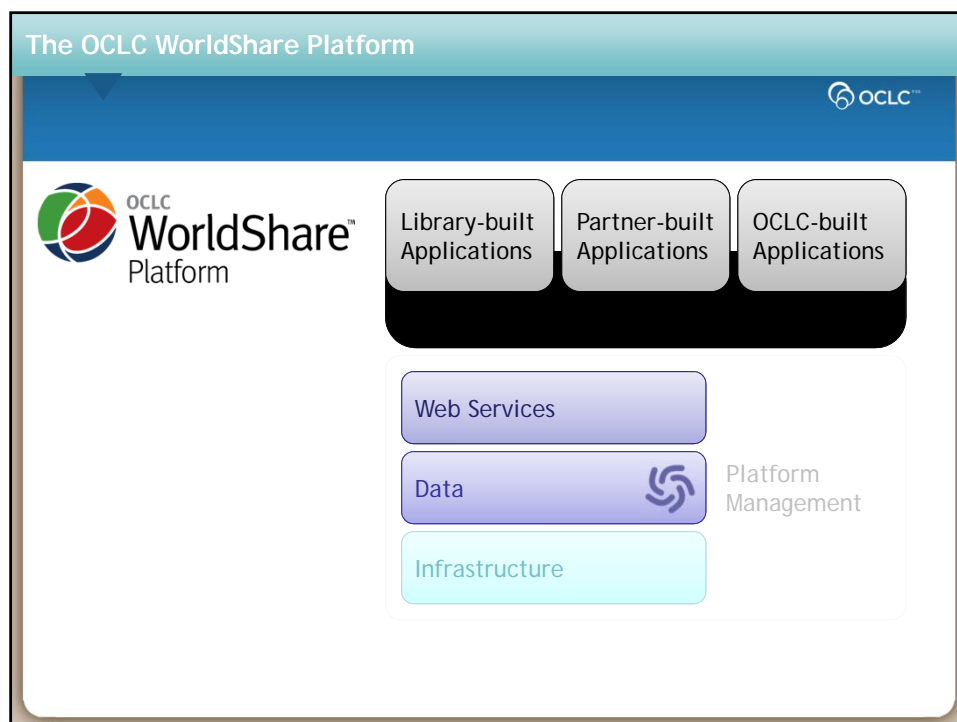 The OCLC WorldShare Platform
OCLC™
OCLC
WorldShare™
Platform
Library-built
Applications
Partner-built
Applications
OCLC-built
Applications
Web Services
Data
Platform
Management
Infrastructure